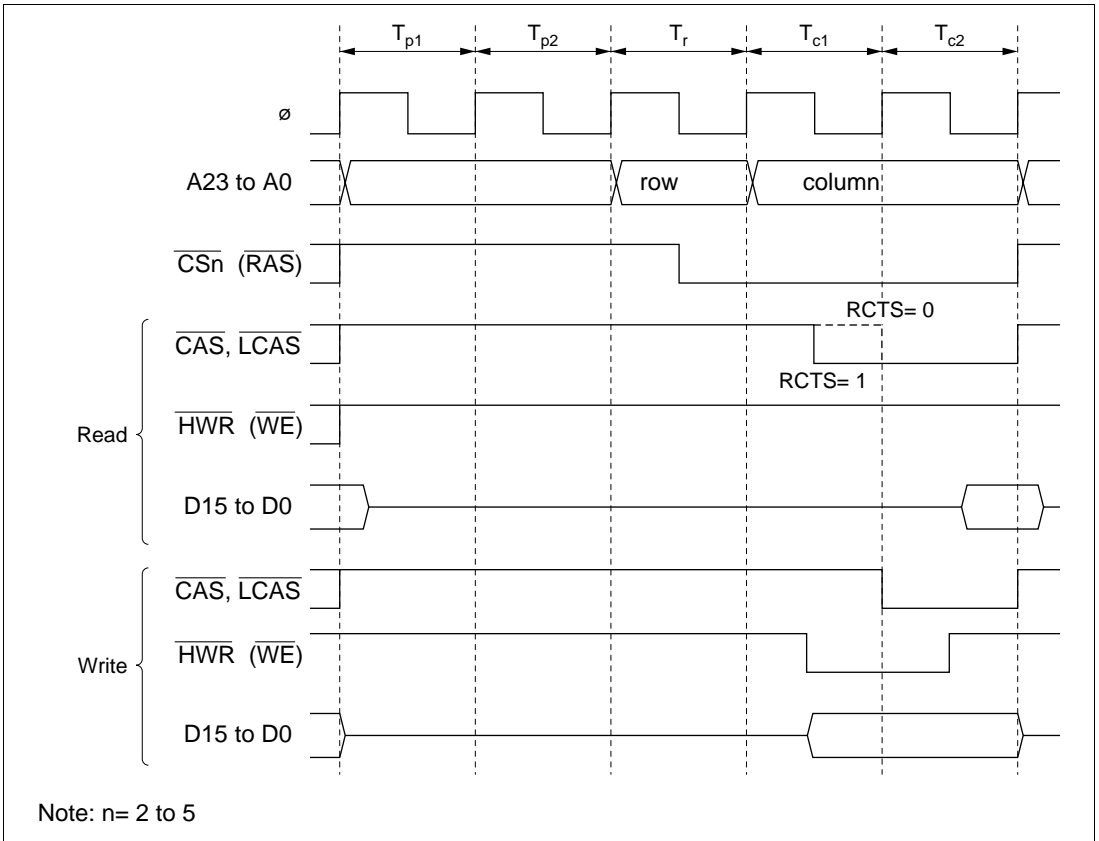 Tp1 Tp2 Tr Tc1 Tc2
ø
A23 to A0 row column
CSn (RAS)
RCTS= 0
CAS, LCAS
RCTS= 1
HWR (WE)
Read
D15 to D0
CAS, LCAS
HWR (WE)
Write
D15 to D0
Note: n= 2 to 5